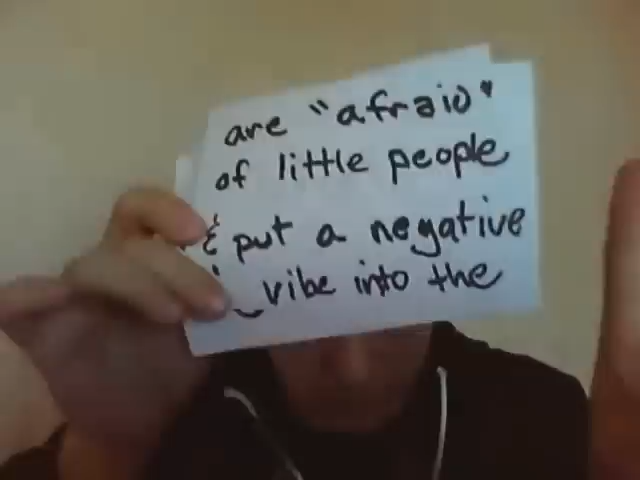 are "afraid"
of little people
& put a negative
vibe into the